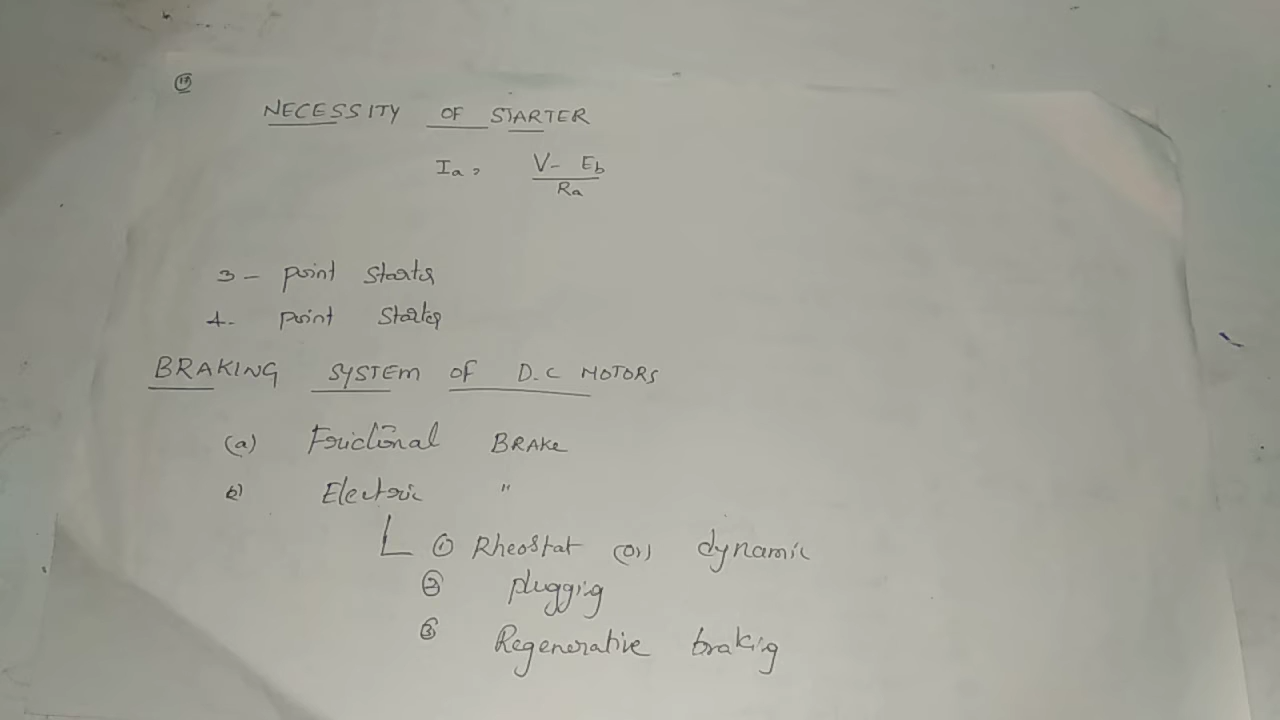 17
NECESSITY OF STARTER
Ia = V - Eb / Ra
3 - point starter
4 - point starter
BRAKING SYSTEM OF D.C MOTORS
(a) Frictional BRAKE
b) Electric "
① Rheostat (or) dynamic
② plugging
③ Regenerative braking